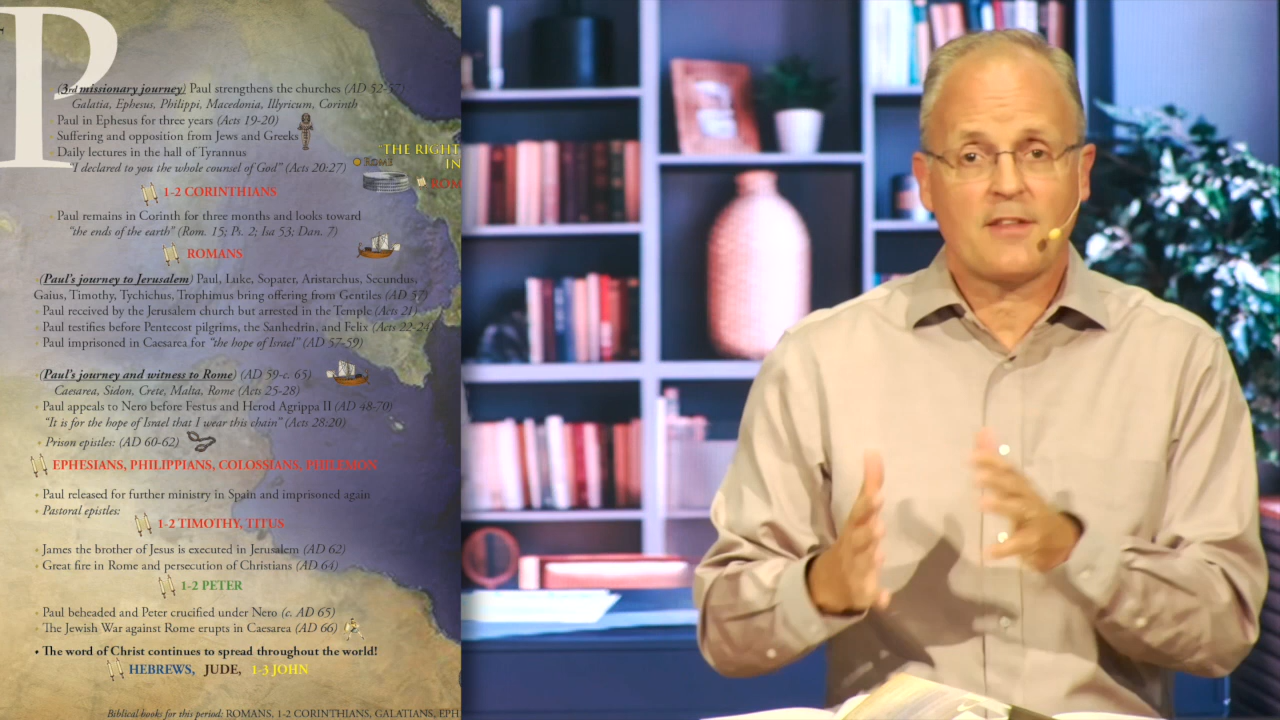 P
(3rd missionary journey) Paul strengthens the churches (AD 52-57)
Galatia, Ephesus, Philippi, Macedonia, Illyricum, Corinth
Paul in Ephesus for three years (Acts 19-20)
Suffering and opposition from Jews and Greeks
Daily lectures in the hall of Tyrannus
"I declared to you the whole counsel of God" (Acts 20:27)
"THE RIGHT
IN
ROME
ROM
1-2 CORINTHIANS
Paul remains in Corinth for three months and looks toward
"the ends of the earth" (Rom. 15; Ps. 2; Isa 53; Dan. 7)
ROMANS
(Paul's journey to Jerusalem) Paul, Luke, Sopater, Aristarchus, Secundus,
Gaius, Timothy, Tychichus, Trophimus bring offering from Gentiles (AD 57)
Paul received by the Jerusalem church but arrested in the Temple (Acts 21)
Paul testifies before Pentecost pilgrims, the Sanhedrin, and Felix (Acts 22-24)
Paul imprisoned in Caesarea for "the hope of Israel" (AD 57-59)
(Paul's journey and witness to Rome) (AD 59-c. 65)
Caesarea, Sidon, Crete, Malta, Rome (Acts 25-28)
Paul appeals to Nero before Festus and Herod Agrippa II (AD 48-70)
"It is for the hope of Israel that I wear this chain" (Acts 28:20)
Prison epistles: (AD 60-62)
EPHESIANS, PHILIPPIANS, COLOSSIANS, PHILEMON
Paul released for further ministry in Spain and imprisoned again
Pastoral epistles:
1-2 TIMOTHY, TITUS
James the brother of Jesus is executed in Jerusalem (AD 62)
Great fire in Rome and persecution of Christians (AD 64)
1-2 PETER
Paul beheaded and Peter crucified under Nero (c. AD 65)
The Jewish War against Rome erupts in Caesarea (AD 66)
• The word of Christ continues to spread throughout the world!
HEBREWS, JUDE, 1-3 JOHN
Biblical books for this period: ROMANS, 1-2 CORINTHIANS, GALATIANS, EPH